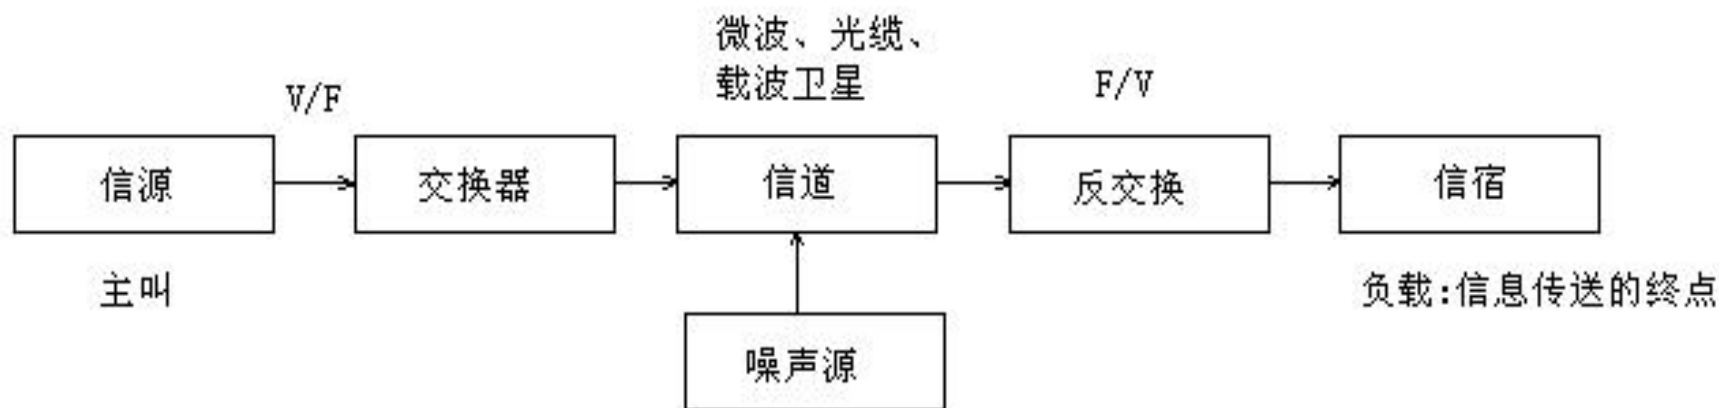 微波、光缆、
载波卫星
V/F
F/V
信源
交换器
信道
反交换
信宿
主叫
负载:信息传送的终点
噪声源